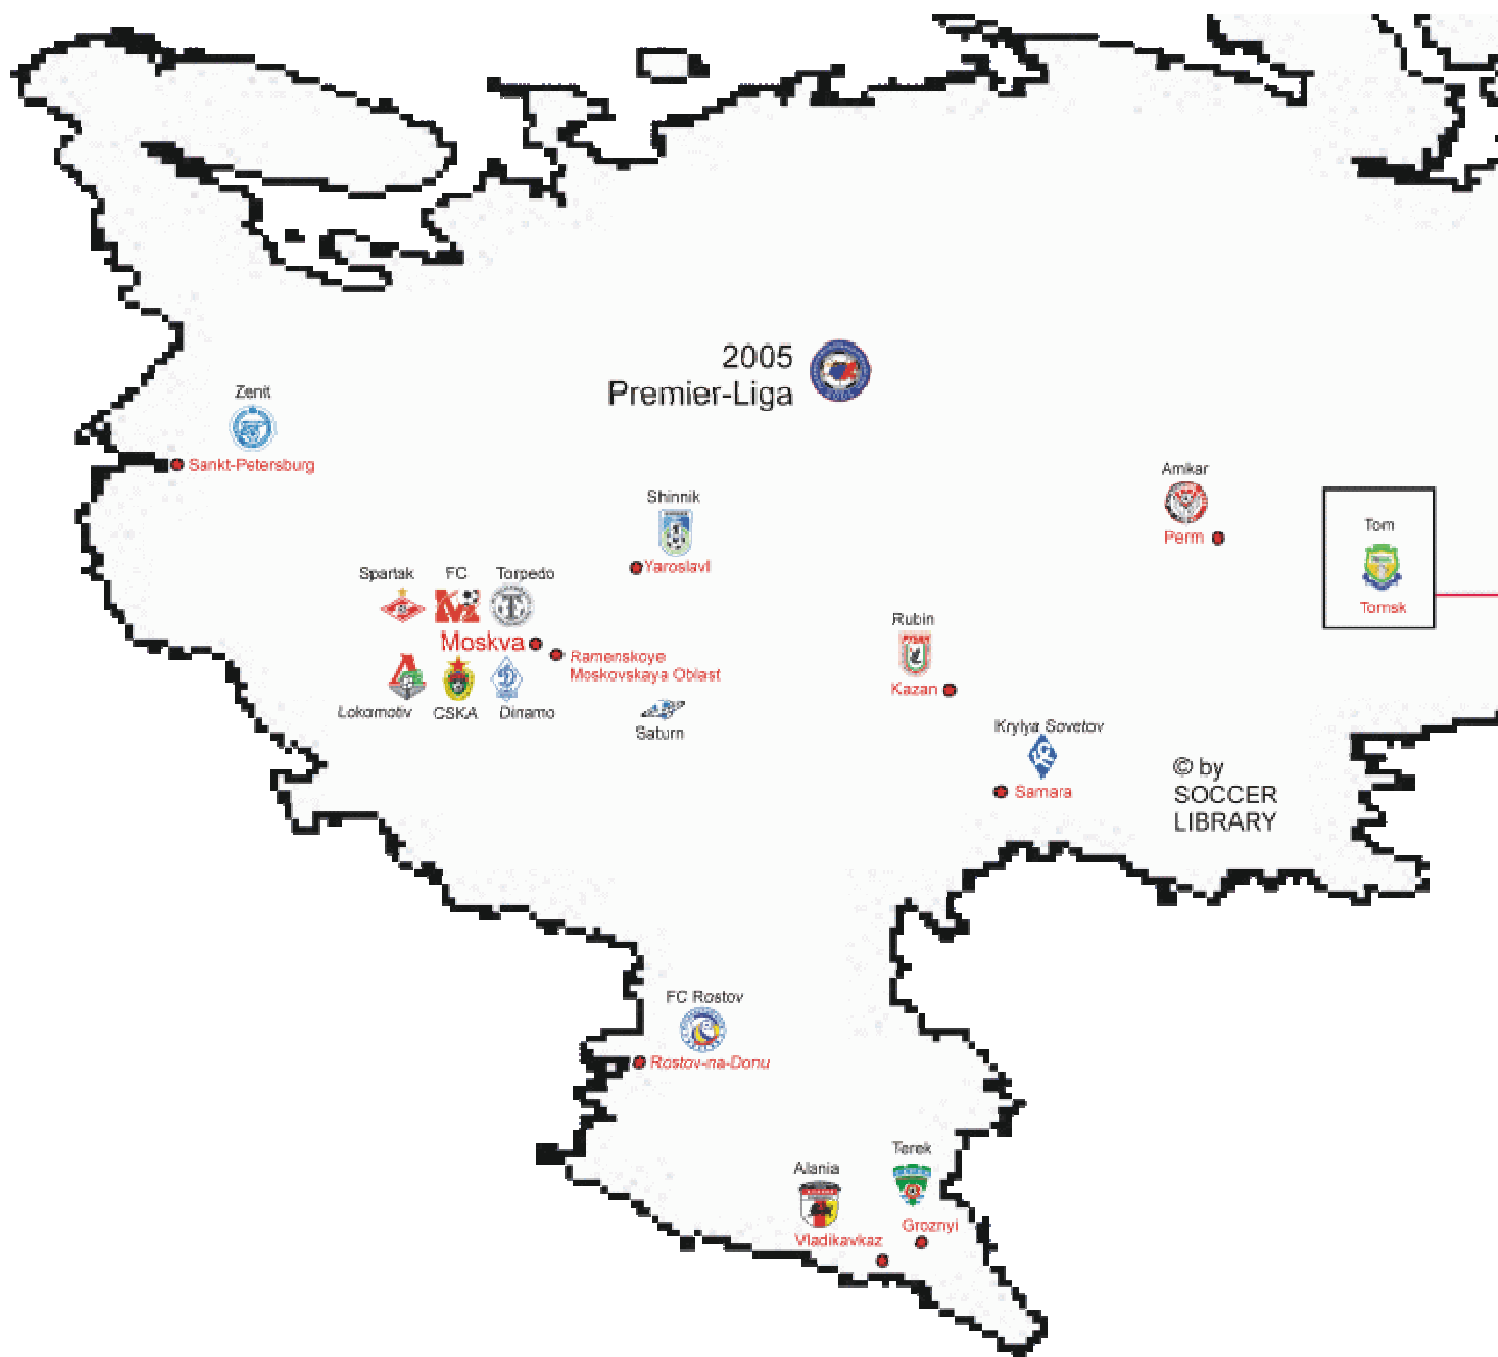 2005
Premier-Liga
Zenit
Sankt-Petersburg
Amkar
Perm
Shinnik
Yaroslavl
Tom
Tomsk
Spartak FC Torpedo
Moskva
Ramenskoye
Moskovskaya Oblast
Lokomotiv CSKA Dinamo
Saturn
Rubin
Kazan
Krylya Sovetov
Samara
© by
SOCCER
LIBRARY
FC Rostov
Rostov-na-Donu
Terek
Groznyi
Alania
Vladikavkaz